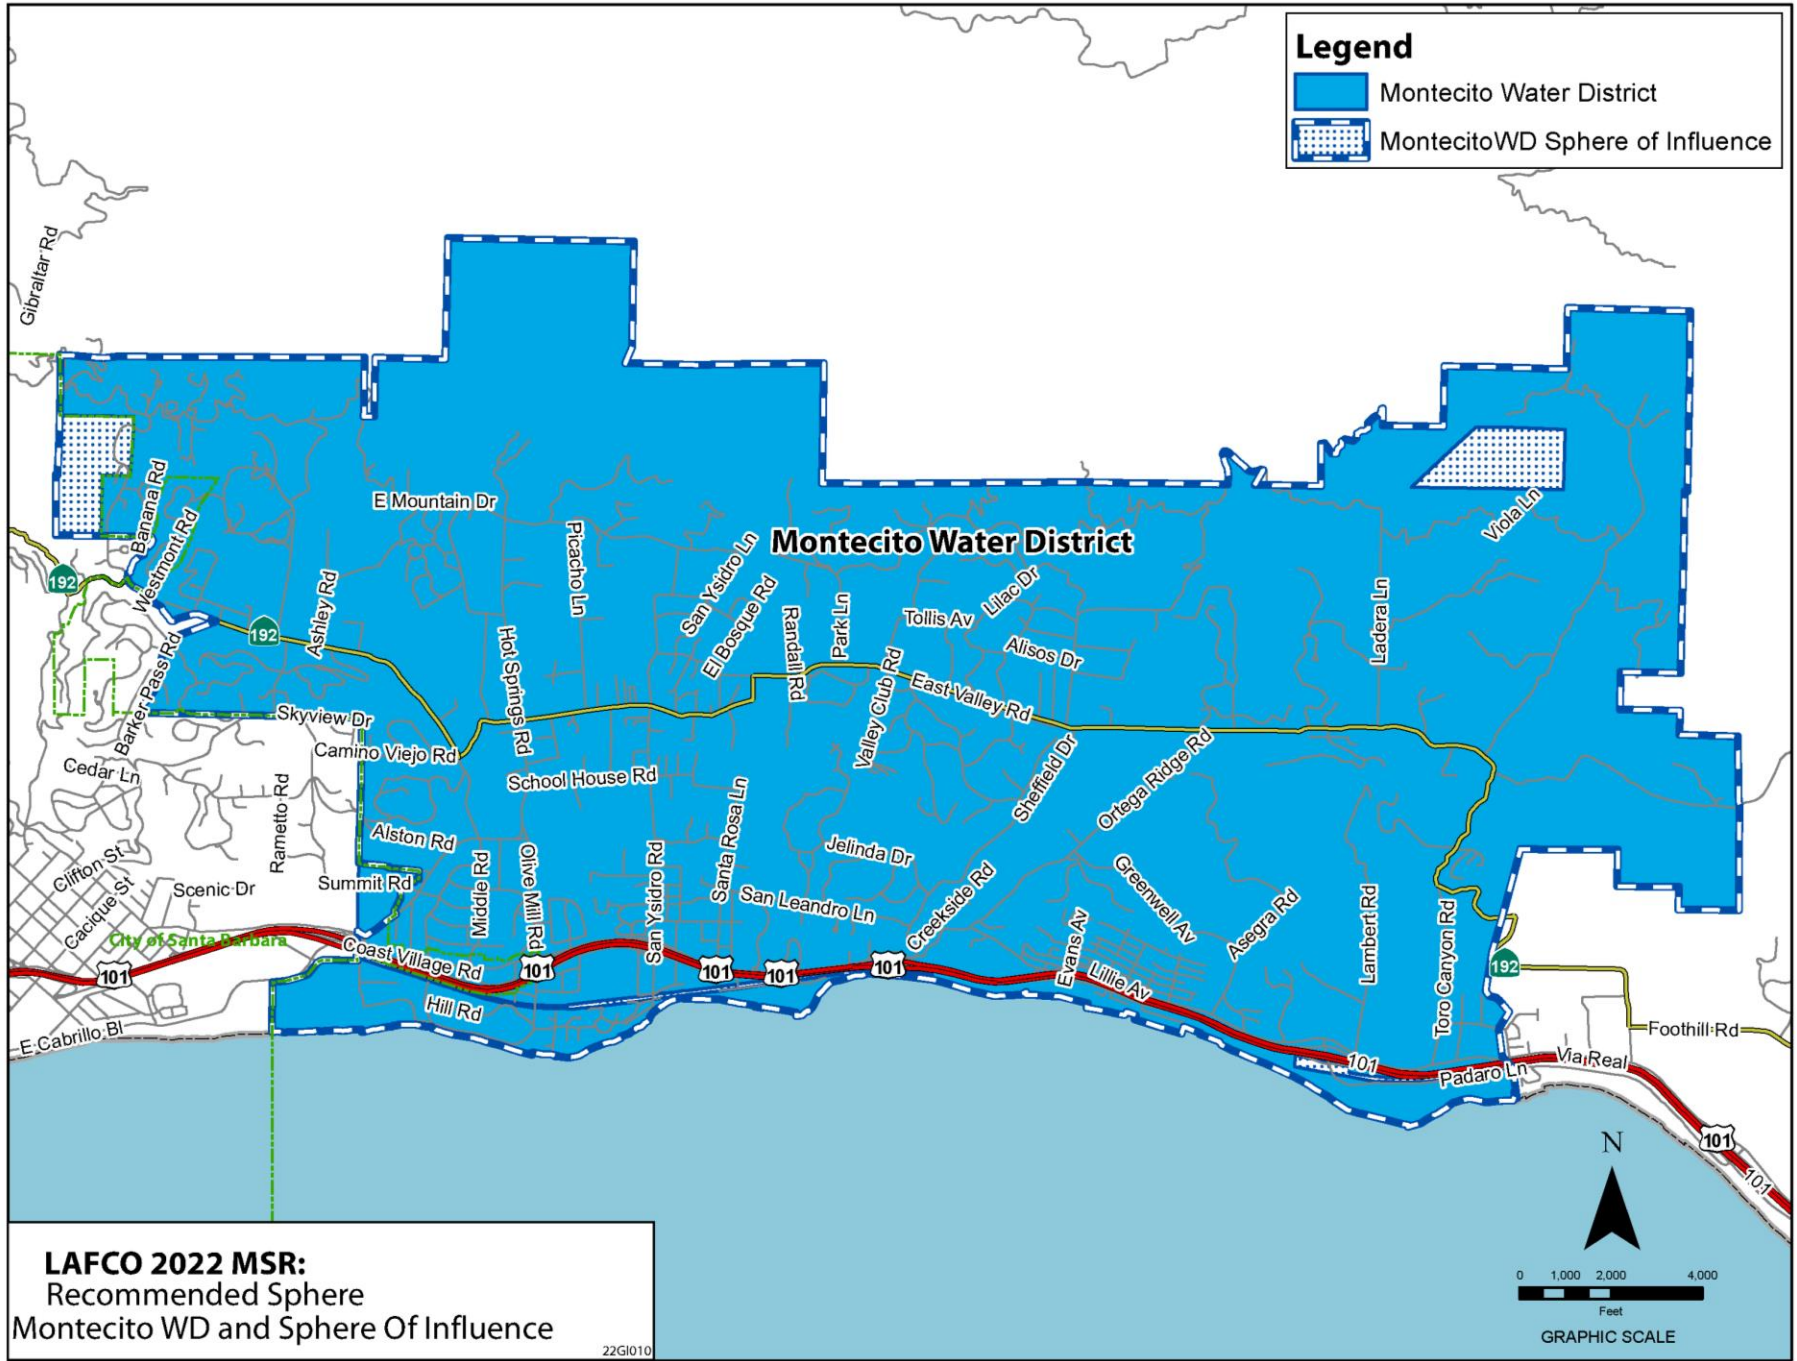 Legend
Montecito Water District
MontecitoWD Sphere of Influence
Gibraltar Rd
Banana Rd
Westmont Rd
E Mountain Dr
Picacho Ln
Montecito Water District
Viola Ln
192
192
Ashley Rd
Hot Springs Rd
San Ysidro Ln
El Bosque Rd
Randall Rd
Park Ln
Tollis Av
Lilac Dr
Alisos Dr
Ladera Ln
Barker Pass Rd
Skyview Dr
Camino Viejo Rd
Valley Club Rd
East Valley Rd
Cedar Ln
Rametto Rd
School House Rd
Sheffield Dr
Ortega Ridge Rd
Alston Rd
Santa Rosa Ln
Jelinda Dr
Clifton St
Cacique St
Scenic Dr
Summit Rd
Middle Rd
Olive Mill Rd
San Ysidro Rd
San Leandro Ln
Creekside Rd
Greenwell Av
Asegra Rd
Lambert Rd
Toro Canyon Rd
City of Santa Barbara
Coast Village Rd
101
101
101
101
101
Evans Av
Lillie Av
192
Hill Rd
E Cabrillo Bl
Foothill Rd
101
Padaro Ln
Via Real
101
101
N
0 1,000 2,000 4,000
Feet
GRAPHIC SCALE
LAFCO 2022 MSR:
Recommended Sphere
Montecito WD and Sphere Of Influence
22GI010